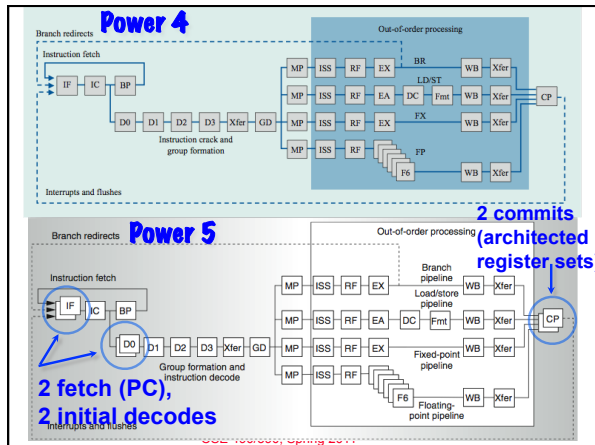 Power 4
Out-of-order processing
Branch redirects
Instruction fetch
IF IC BP
MP ISS RF EX BR WB Xfer
LD/ST
MP ISS RF EA DC Fmt WB Xfer CP
D0 D1 D2 D3 Xfer GD MP ISS RF EX FX WB Xfer
Instruction crack and
group formation
MP ISS RF FP
F6 WB Xfer
Interrupts and flushes
2 commits
(architected
register sets
Power 5
Branch redirects
Out-of-order processing
Instruction fetch
IF IC BP
MP ISS RF EX Branch pipeline WB Xfer
Load/store
pipeline
MP ISS RF EA DC Fmt WB Xfer CP
D0 D1 D2 D3 Xfer GD MP ISS RF EX WB Xfer
Fixed-point
pipeline
Group formation and
instruction decode
MP ISS RF
F6 WB Xfer
Floating-
point pipeline
2 fetch (PC),
2 initial decodes
Interrupts and flushes